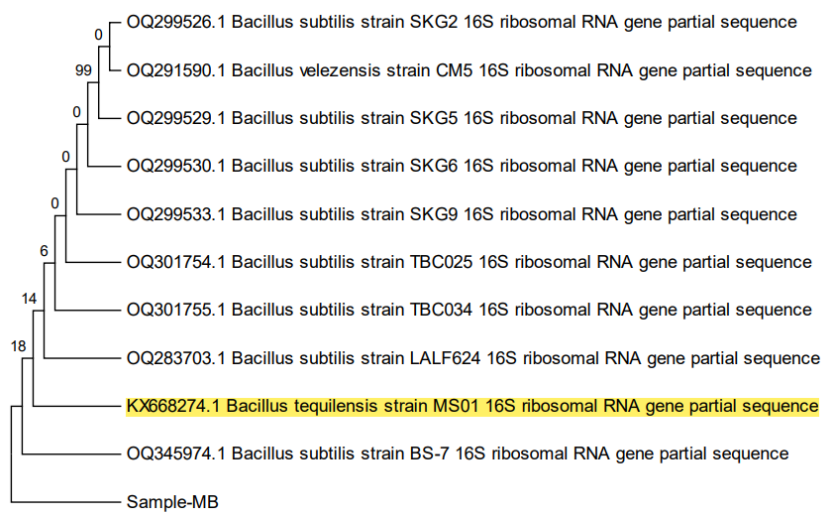 0
OQ299526.1 Bacillus subtilis strain SKG2 16S ribosomal RNA gene partial sequence
99
OQ291590.1 Bacillus velezensis strain CM5 16S ribosomal RNA gene partial sequence
0
OQ299529.1 Bacillus subtilis strain SKG5 16S ribosomal RNA gene partial sequence
0
OQ299530.1 Bacillus subtilis strain SKG6 16S ribosomal RNA gene partial sequence
0
OQ299533.1 Bacillus subtilis strain SKG9 16S ribosomal RNA gene partial sequence
6
OQ301754.1 Bacillus subtilis strain TBC025 16S ribosomal RNA gene partial sequence
14
OQ301755.1 Bacillus subtilis strain TBC034 16S ribosomal RNA gene partial sequence
18
OQ283703.1 Bacillus subtilis strain LALF624 16S ribosomal RNA gene partial sequence
KX668274.1 Bacillus tequilensis strain MS01 16S ribosomal RNA gene partial sequence
OQ345974.1 Bacillus subtilis strain BS-7 16S ribosomal RNA gene partial sequence
Sample-MB